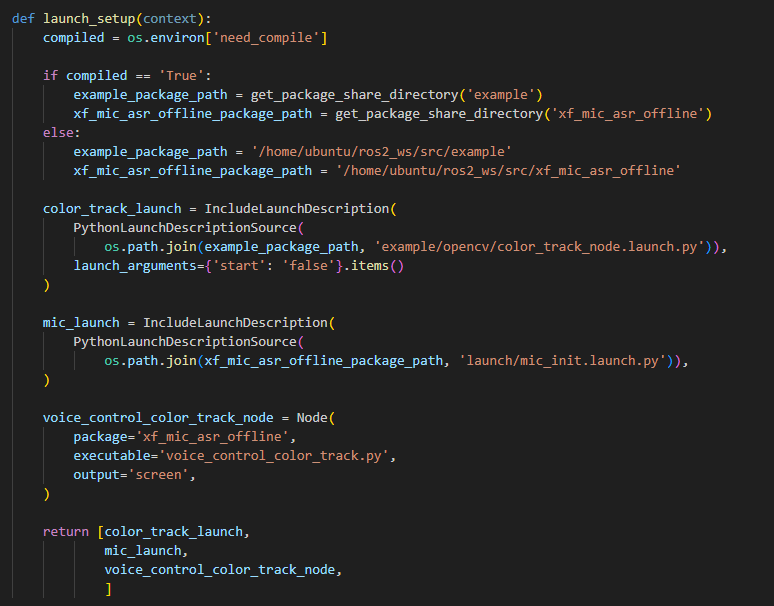 def launch_setup(context):
    compiled = os.environ['need_compile']
    if compiled == 'True':
        example_package_path = get_package_share_directory('example')
        xf_mic_asr_offline_package_path = get_package_share_directory('xf_mic_asr_offline')
    else:
        example_package_path = '/home/ubuntu/ros2_ws/src/example'
        xf_mic_asr_offline_package_path = '/home/ubuntu/ros2_ws/src/xf_mic_asr_offline'
    color_track_launch = IncludeLaunchDescription(
        PythonLaunchDescriptionSource(
            os.path.join(example_package_path, 'example/opencv/color_track_node.launch.py')),
        launch_arguments={'start': 'false'}.items()
    )
    mic_launch = IncludeLaunchDescription(
        PythonLaunchDescriptionSource(
            os.path.join(xf_mic_asr_offline_package_path, 'launch/mic_init.launch.py')),
    )
    voice_control_color_track_node = Node(
        package='xf_mic_asr_offline',
        executable='voice_control_color_track.py',
        output='screen',
    )
    return [color_track_launch,
            mic_launch,
            voice_control_color_track_node,
            ]